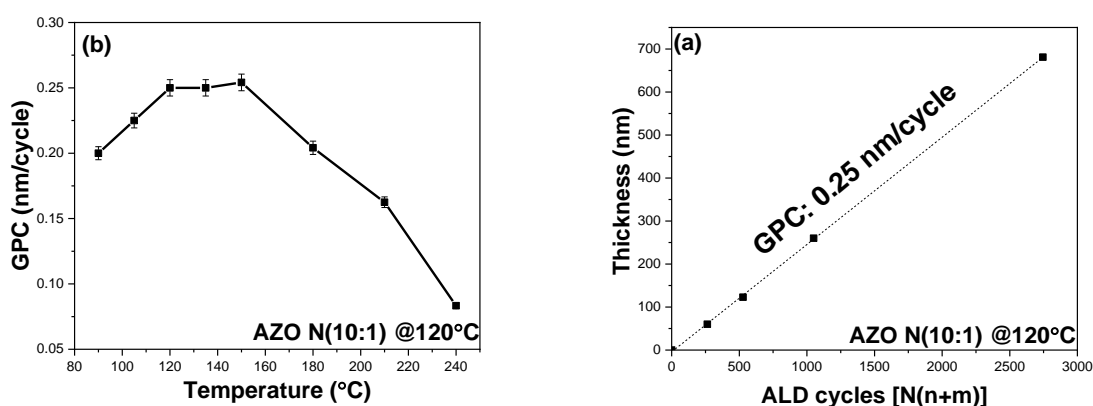 (b)
0.30
0.25
0.20
0.15
0.10
0.05
GPC (nm/cycle)
80 100 120 140 160 180 200 220 240
Temperature (°C)
AZO N(10:1) @120°C
(a)
700
600
500
400
300
200
100
0
Thickness (nm)
GPC: 0.25 nm/cycle
0 500 1000 1500 2000 2500 3000
ALD cycles [N(n+m)]
AZO N(10:1) @120°C